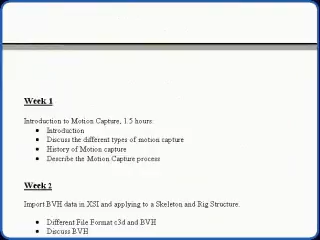 Week 1
Introduction to Motion Capture, 1.5 hours:
• Introduction
• Discuss the different types of motion capture
• History of Motion capture
• Describe the Motion Capture process
Week 2
Import BVH data in XSI and applying to a Skeleton and Rig Structure.
• Different File Format c3d and BVH
• Discuss BVH